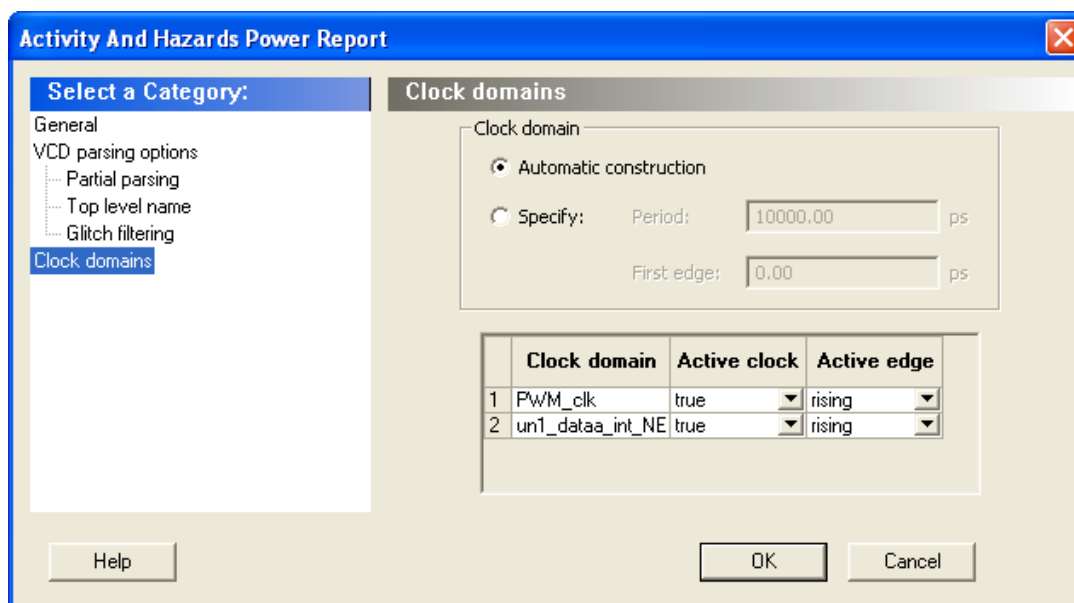 Activity And Hazards Power Report
Select a Category:
General
VCD parsing options
Partial parsing
Top level name
Glitch filtering
Clock domains
Clock domains
Clock domain
Automatic construction
Specify: Period: 10000.00 ps
First edge: 0.00 ps
Clock domain Active clock Active edge
1 PWM_clk true rising
2 un1_dataa_int_NE true rising
Help OK Cancel